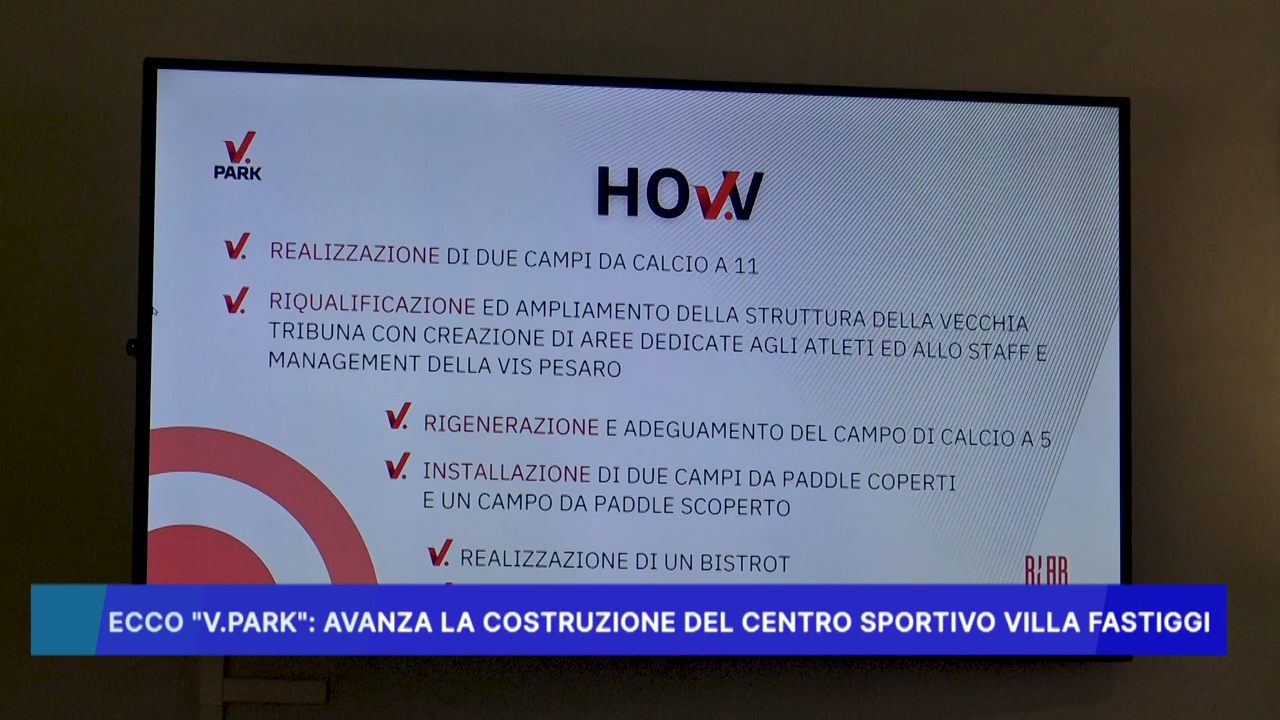 V.
PARK
HOW
REALIZZAZIONE DI DUE CAMPI DA CALCIO A 11
RIQUALIFICAZIONE ED AMPLIAMENTO DELLA STRUTTURA DELLA VECCHIA
TRIBUNA CON CREAZIONE DI AREE DEDICATE AGLI ATLETI ED ALLO STAFF E
MANAGEMENT DELLA VIS PESARO
RIGENERAZIONE E ADEGUAMENTO DEL CAMPO DI CALCIO A 5
INSTALLAZIONE DI DUE CAMPI DA PADDLE COPERTI
E UN CAMPO DA PADDLE SCOPERTO
REALIZZAZIONE DI UN BISTROT
ECCO "V.PARK": AVANZA LA COSTRUZIONE DEL CENTRO SPORTIVO VILLA FASTIGGI